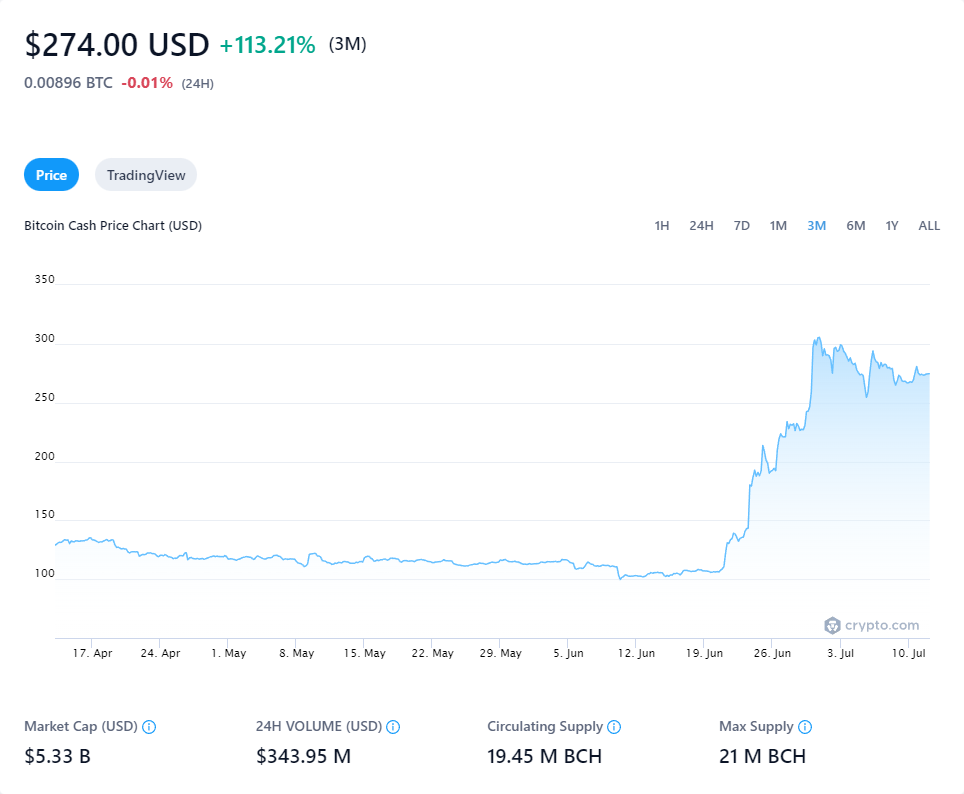 $274.00 USD +113.21% (3M)
0.00896 BTC -0.01% (24H)
Price TradingView
Bitcoin Cash Price Chart (USD) 1H 24H 7D 1M 3M 6M 1Y ALL
350
300
250
200
150
100
crypto.com
17. Apr 24. Apr 1. May 8. May 15. May 22. May 29. May 5. Jun 12. Jun 19. Jun 26. Jun 3. Jul 10. Jul
Market Cap (USD) 24H VOLUME (USD) Circulating Supply Max Supply
$5.33 B $343.95 M 19.45 M BCH 21 M BCH